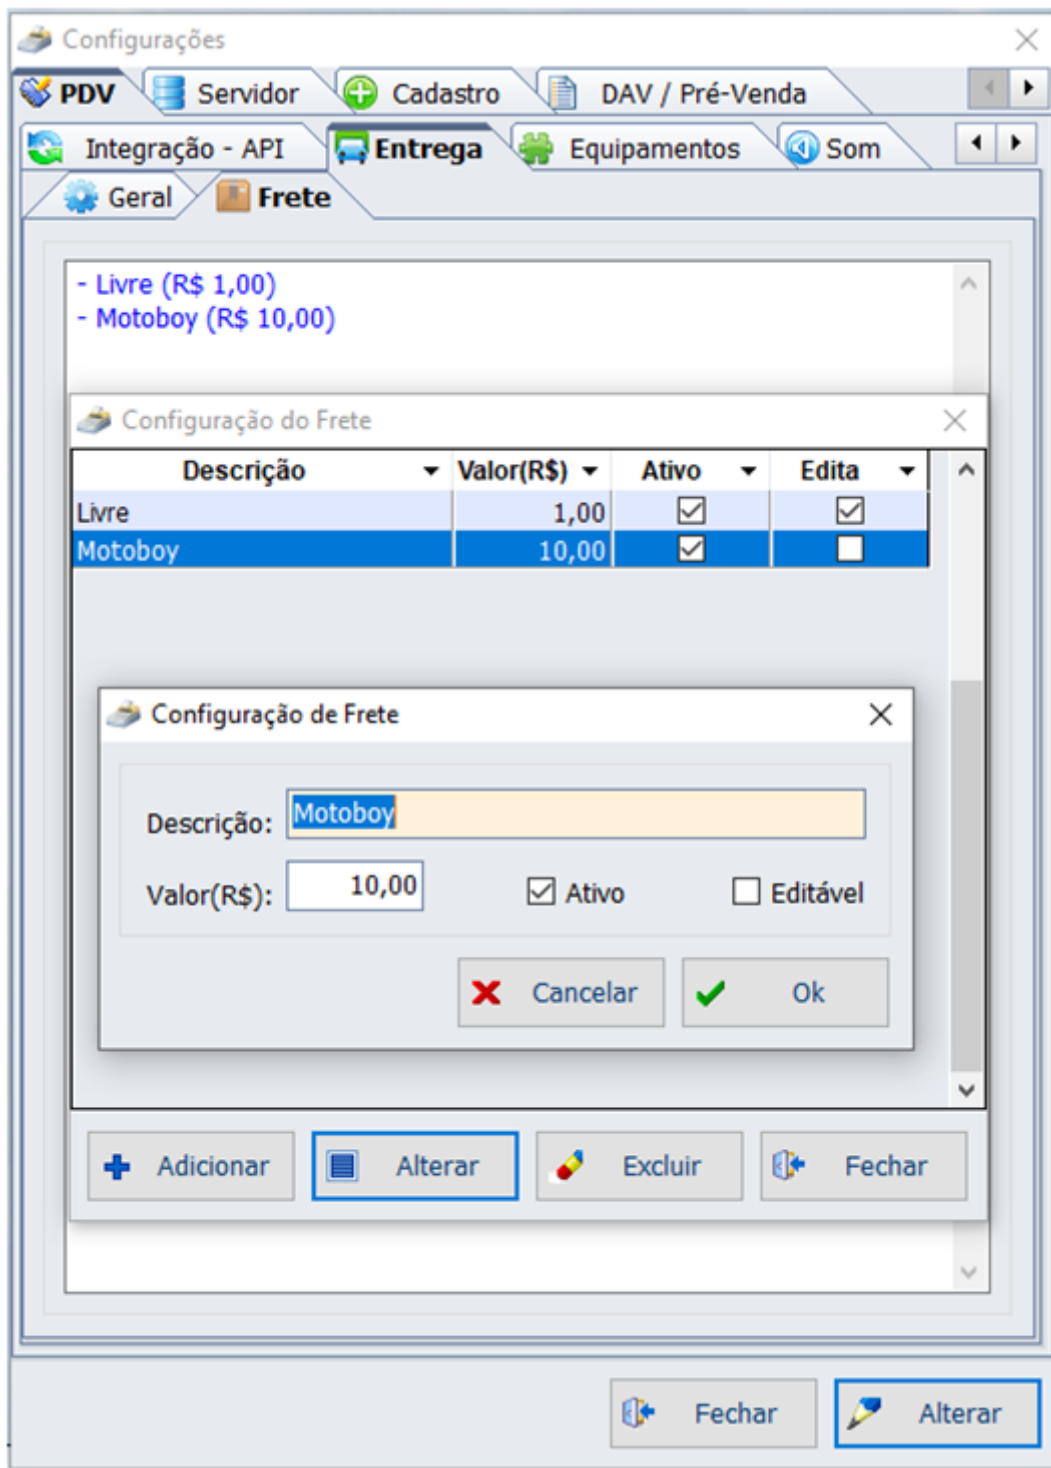 Configurações
PDV Servidor Cadastro DAV / Pré-Venda
Integração - API Entrega Equipamentos Som
Geral Frete
- Livre (R$ 1,00)
- Motoboy (R$ 10,00)
Configuração do Frete
Descrição Valor(R$) Ativo Edita
Livre 1,00
Motoboy 10,00
Configuração de Frete
Descrição: Motoboy
Valor(R$): 10,00 Ativo Editável
Cancelar Ok
Adicionar Alterar Excluir Fechar
Fechar Alterar